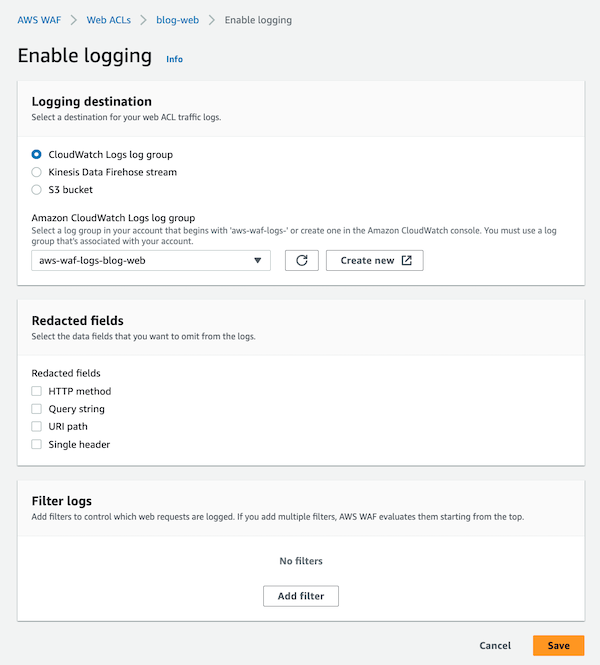 AWS WAF > Web ACLs > blog-web > Enable logging
Enable logging Info
Logging destination
Select a destination for your web ACL traffic logs.
CloudWatch Logs log group
Kinesis Data Firehose stream
S3 bucket
Amazon CloudWatch Logs log group
Select a log group in your account that begins with 'aws-waf-logs-' or create one in the Amazon CloudWatch console. You must use a log
group that's associated with your account.
aws-waf-logs-blog-web Create new
Redacted fields
Select the data fields that you want to omit from the logs.
Redacted fields
HTTP method
Query string
URI path
Single header
Filter logs
Add filters to control which web requests are logged. If you add multiple filters, AWS WAF evaluates them starting from the top.
No filters
Add filter
Cancel Save